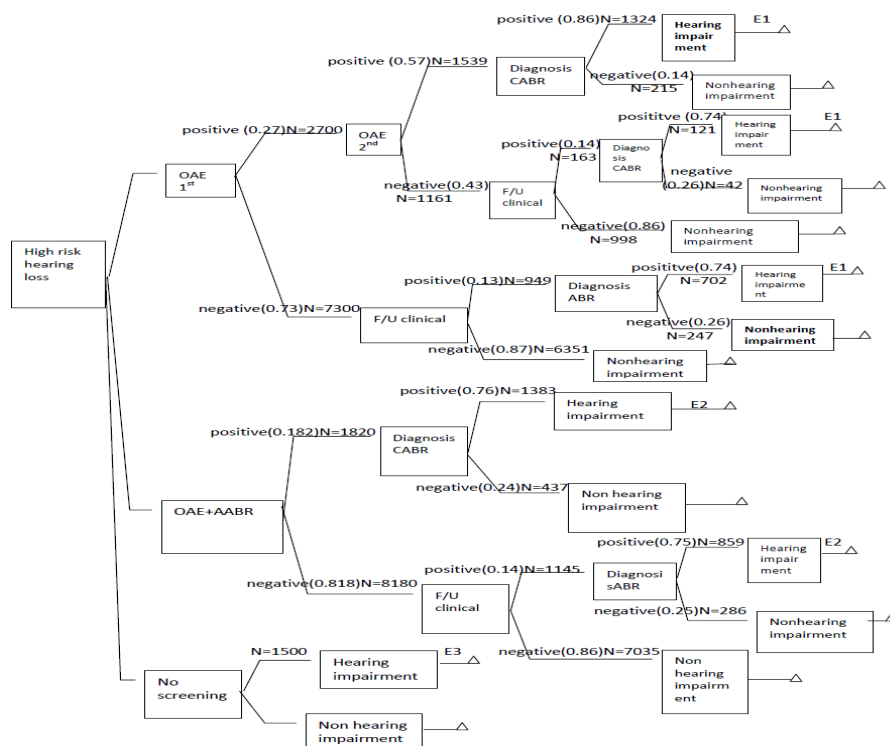 positive (0.86)N=1324
Hearing
impair
ment
E1
positive (0.57)N=1539
Diagnosis
CABR
negative(0.14)
N=215
Nonhearing
impairment
positive (0.27)N=2700
OAE
2nd
positive (0.74)
N=121
Hearing
impair
ment
E1
positive(0.14)
N=163
Diagno
sis
CABR
negative
(0.26)N=42
Nonhearing
impairment
OAE
1st
negative(0.43)
N=1161
F/U
clinical
negative(0.86)
N=998
Nonhearing
impairment
High risk
hearing
loss
positive(0.13)N=949
Diagnosis
ABR
posititve(0.74)
N=702
Hearing
impairme
nt
E1
negative(0.73)N=7300
F/U clinical
negative(0.26)
N=247
Nonhearing
impairment
negative(0.87)N=6351
Nonhearing
impairment
positive(0.76)N=1383
Hearing
impairment
E2
positive(0.182)N=1820
Diagnosis
CABR
negative(0.24)N=437
Non hearing
impairment
OAE+AABR
positive(0.75)N=859
Hearing
impair
ment
E2
positive(0.14)N=1145
Diagnosi
sABR
negative(0.818)N=8180
F/U
clinical
negative(0.25)N=286
Nonhearing
impairment
negative(0.86)N=7035
Non
hearing
impairm
ent
N=1500
Hearing
impairment
E3
No
screening
Non hearing
impairment